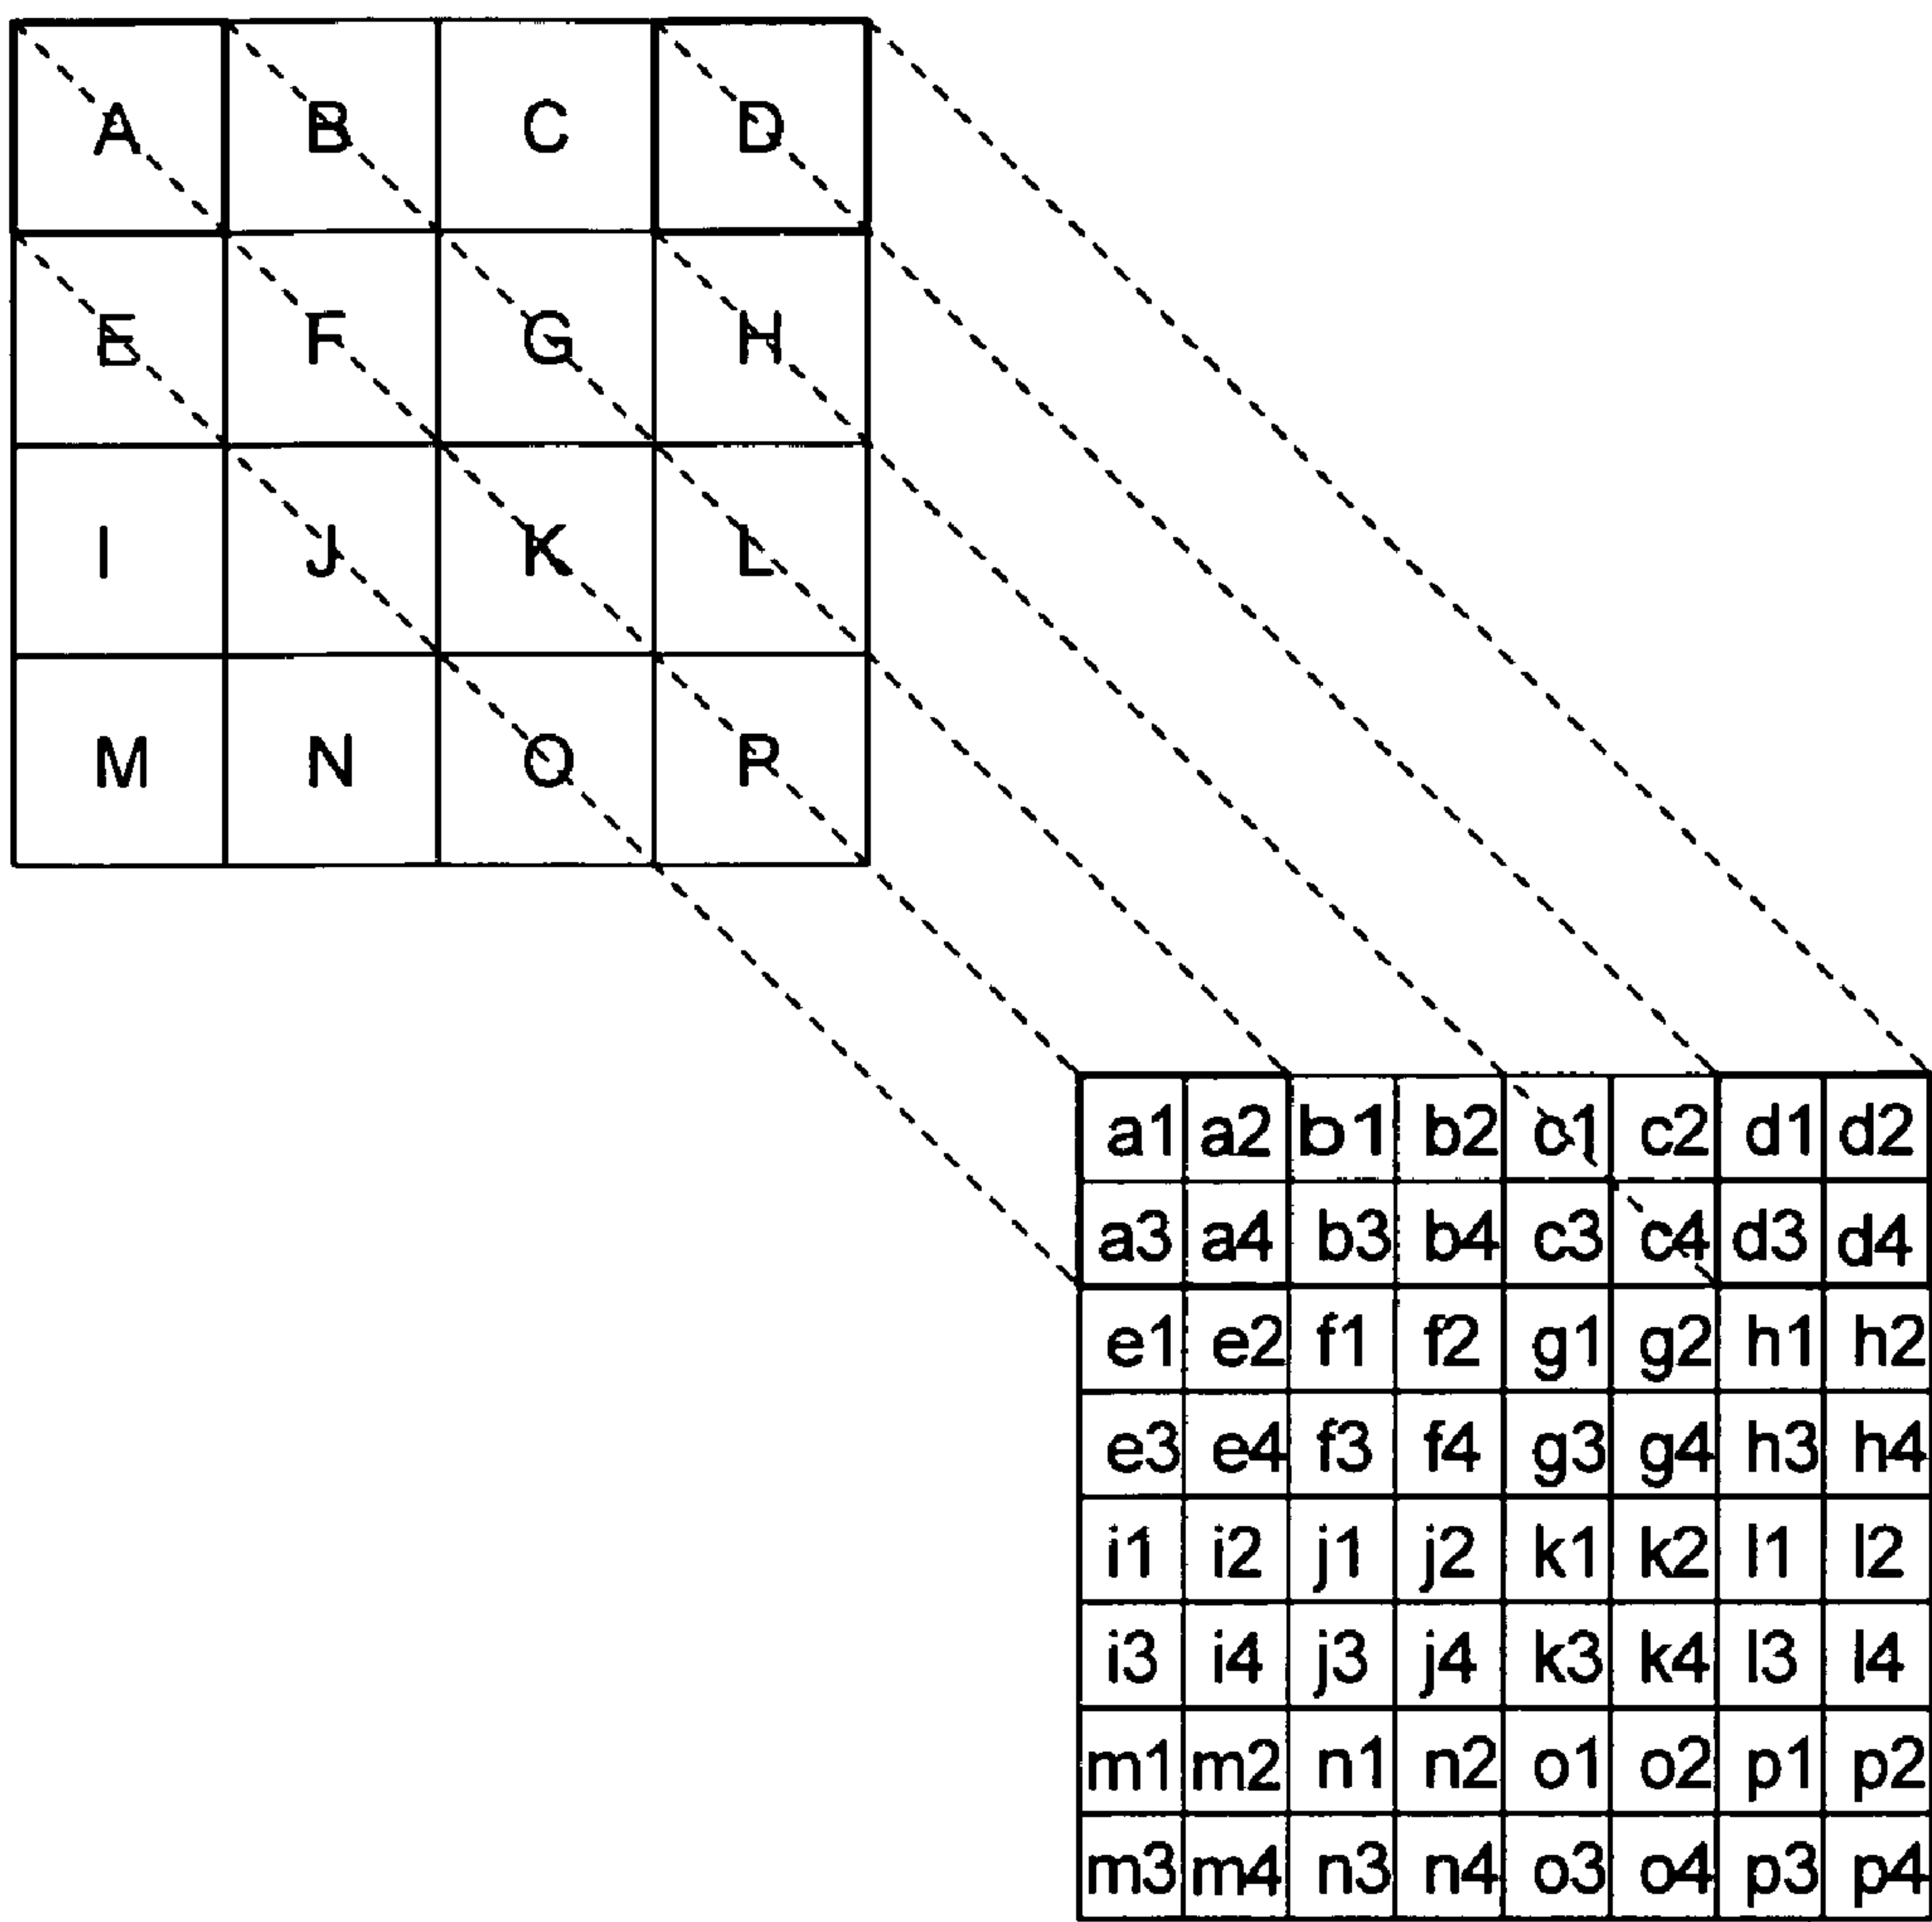 A B C D
E F G H
I J K L
M N O P
a1 a2 b1 b2 c1 c2 d1 d2
a3 a4 b3 b4 c3 c4 d3 d4
e1 e2 f1 f2 g1 g2 h1 h2
e3 e4 f3 f4 g3 g4 h3 h4
i1 i2 j1 j2 k1 k2 l1 l2
i3 i4 j3 j4 k3 k4 l3 l4
m1 m2 n1 n2 o1 o2 p1 p2
m3 m4 n3 n4 o3 o4 p3 p4